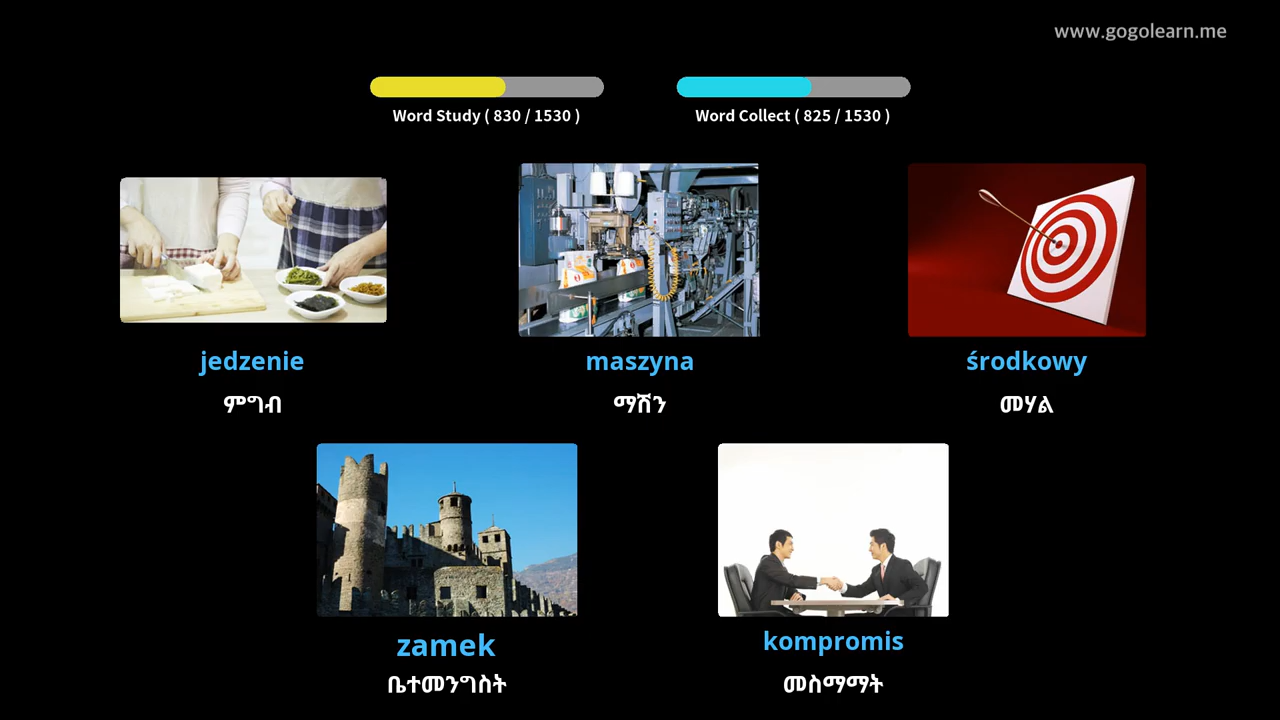 www.gogolearn.me
Word Study ( 830 / 1530 )
Word Collect ( 825 / 1530 )
jedzenie
ምግብ
maszyna
ማሽን
środkowy
መሃል
zamek
ቤተመንግስት
kompromis
መስማማት